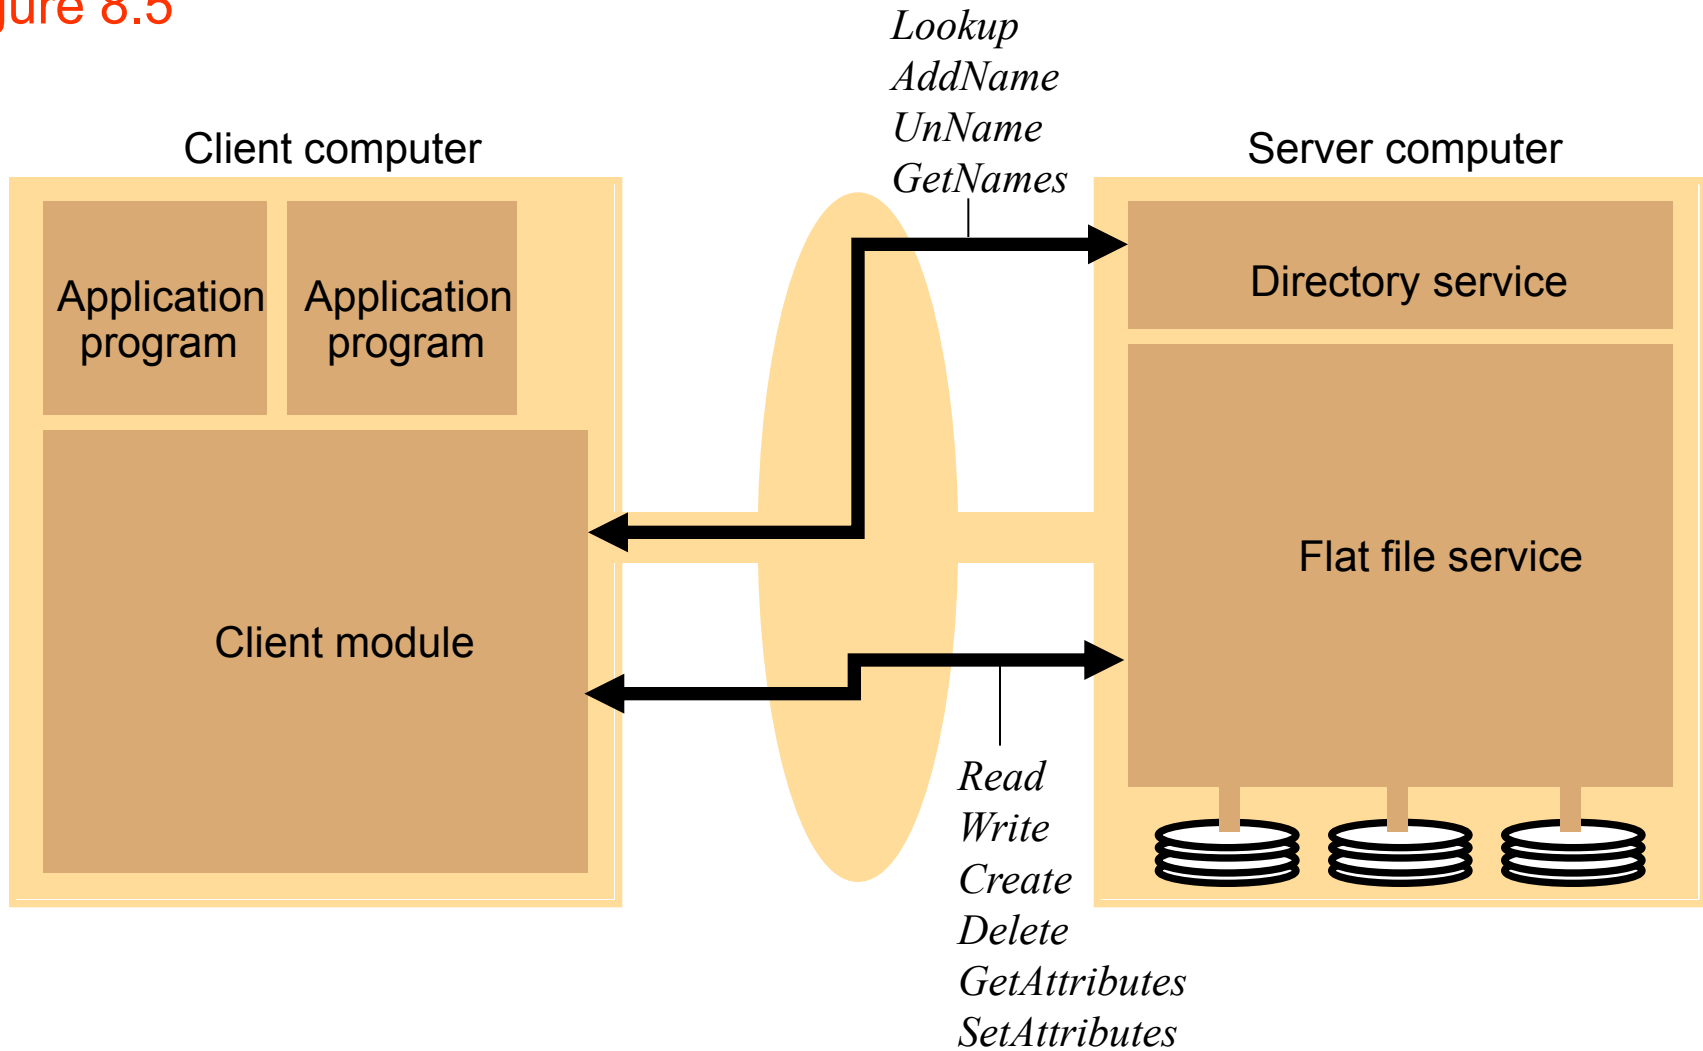 gure 8.5
Lookup
AddName
UnName
GetNames
Client computer
Server computer
Application
program
Application
program
Directory service
Client module
Flat file service
Read
Write
Create
Delete
GetAttributes
SetAttributes